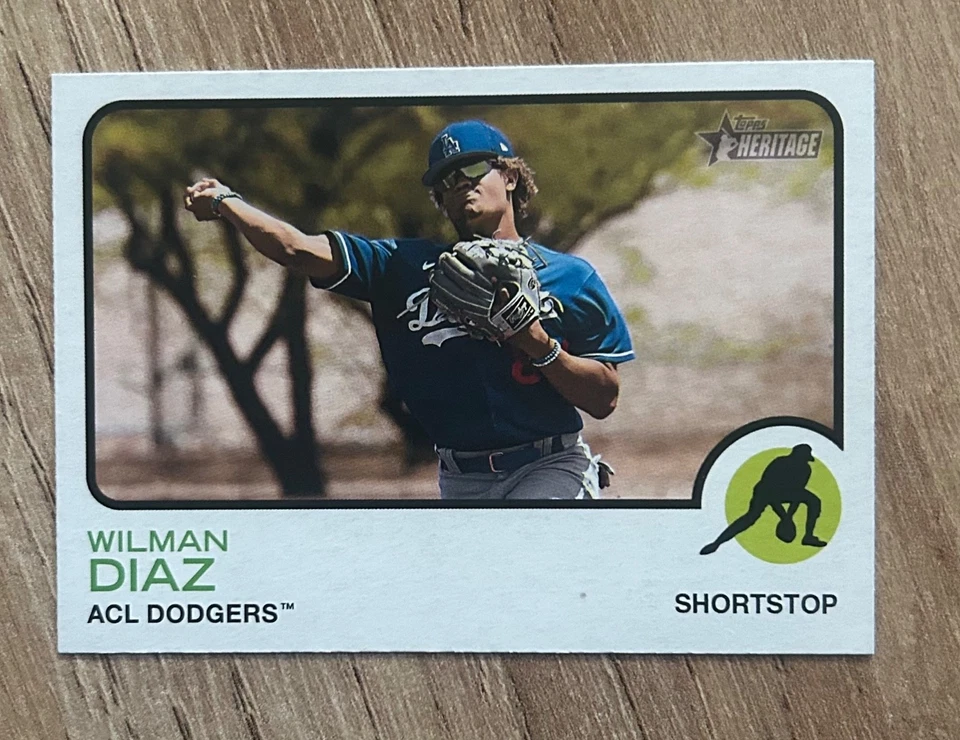 Topps
HERITAGE
WILMAN
DIAZ
ACL DODGERS™
SHORTSTOP